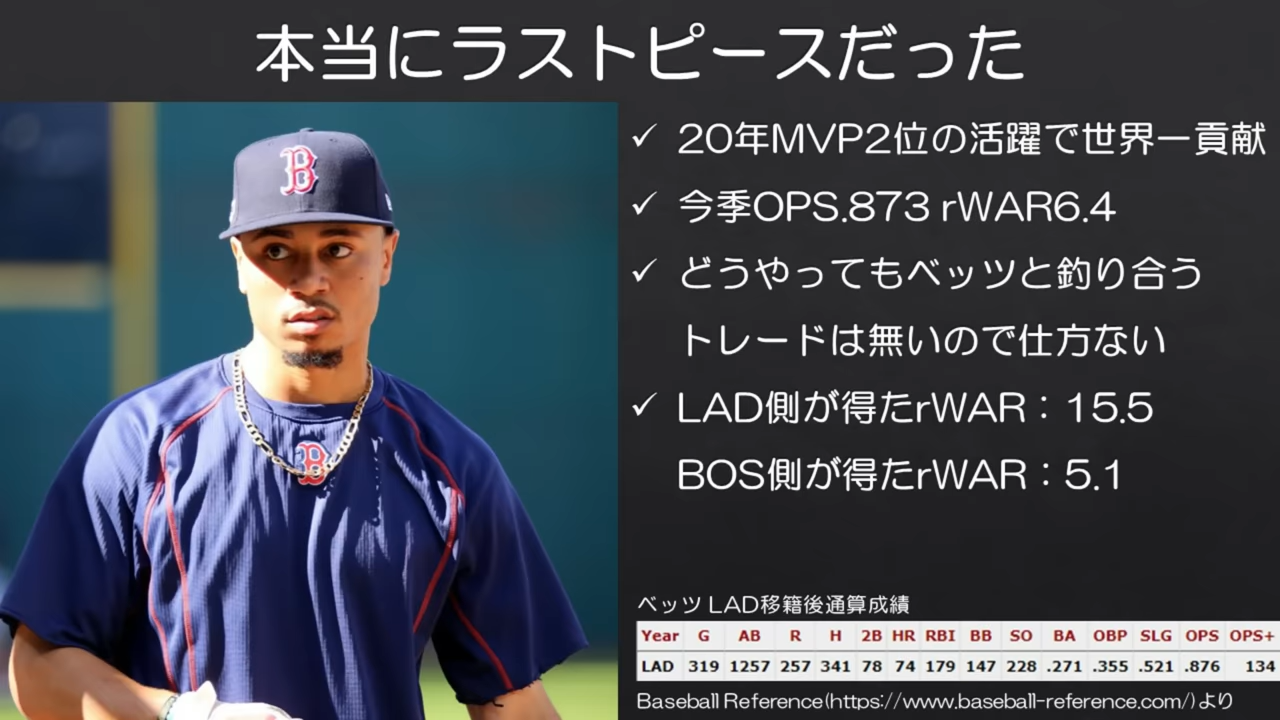 本当にラストピースだった
B
B
✓ 20年MVP2位の活躍で世界一貢献
✓ 今季OPS.873 rWAR6.4
✓ どうやってもベッツと釣り合う
トレードは無いので仕方ない
✓ LAD側が得たrWAR：15.5
BOS側が得たrWAR：5.1
ベッツ LAD移籍後通算成績
Year G AB R H 2B HR RBI BB SO BA OBP SLG OPS OPS+
LAD 319 1257 257 341 78 74 179 147 228 .271 .355 .521 .876 134
Baseball Reference(https://www.baseball-reference.com/)より